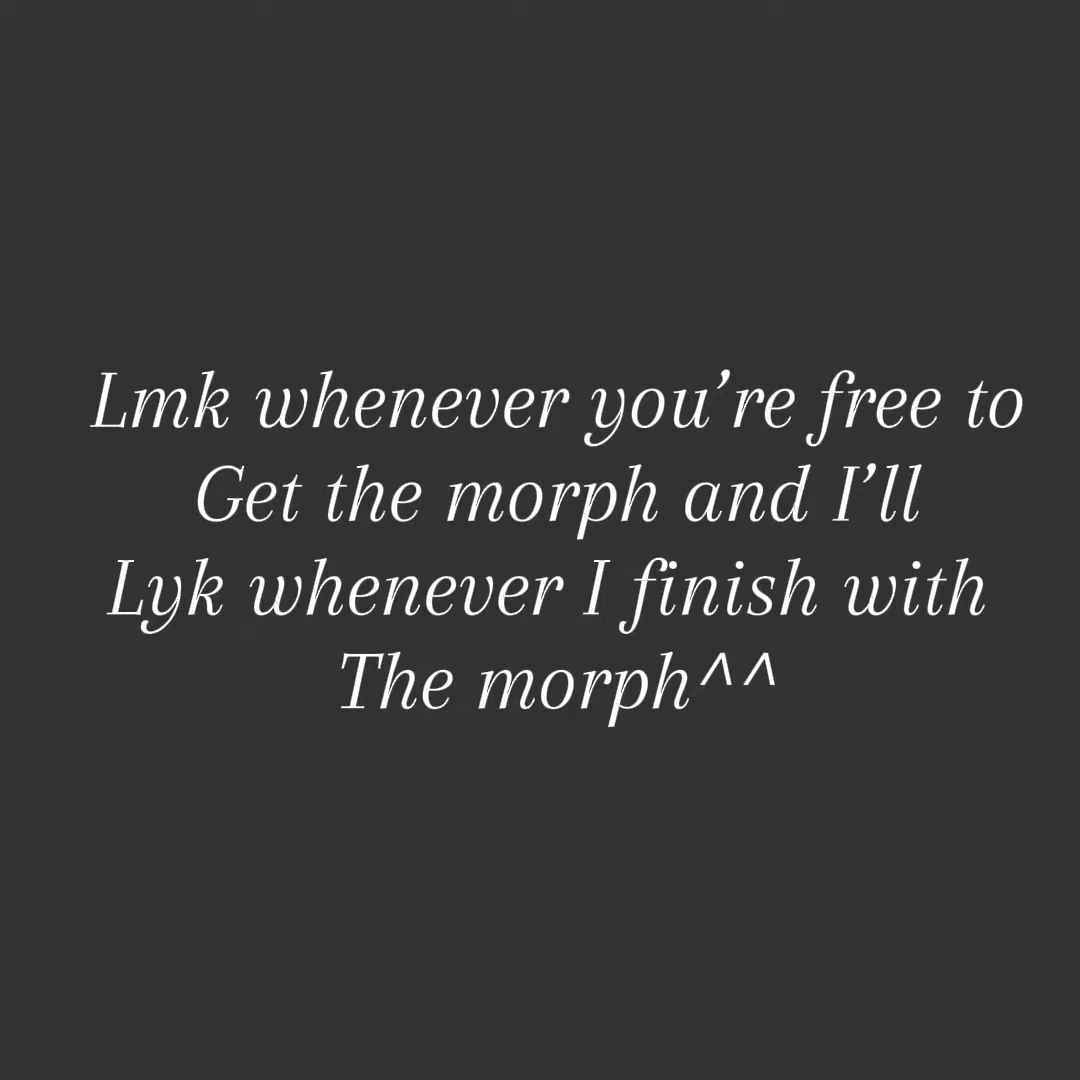 Lmk whenever you’re free to
Get the morph and I’ll
Lyk whenever I finish with
The morph^^